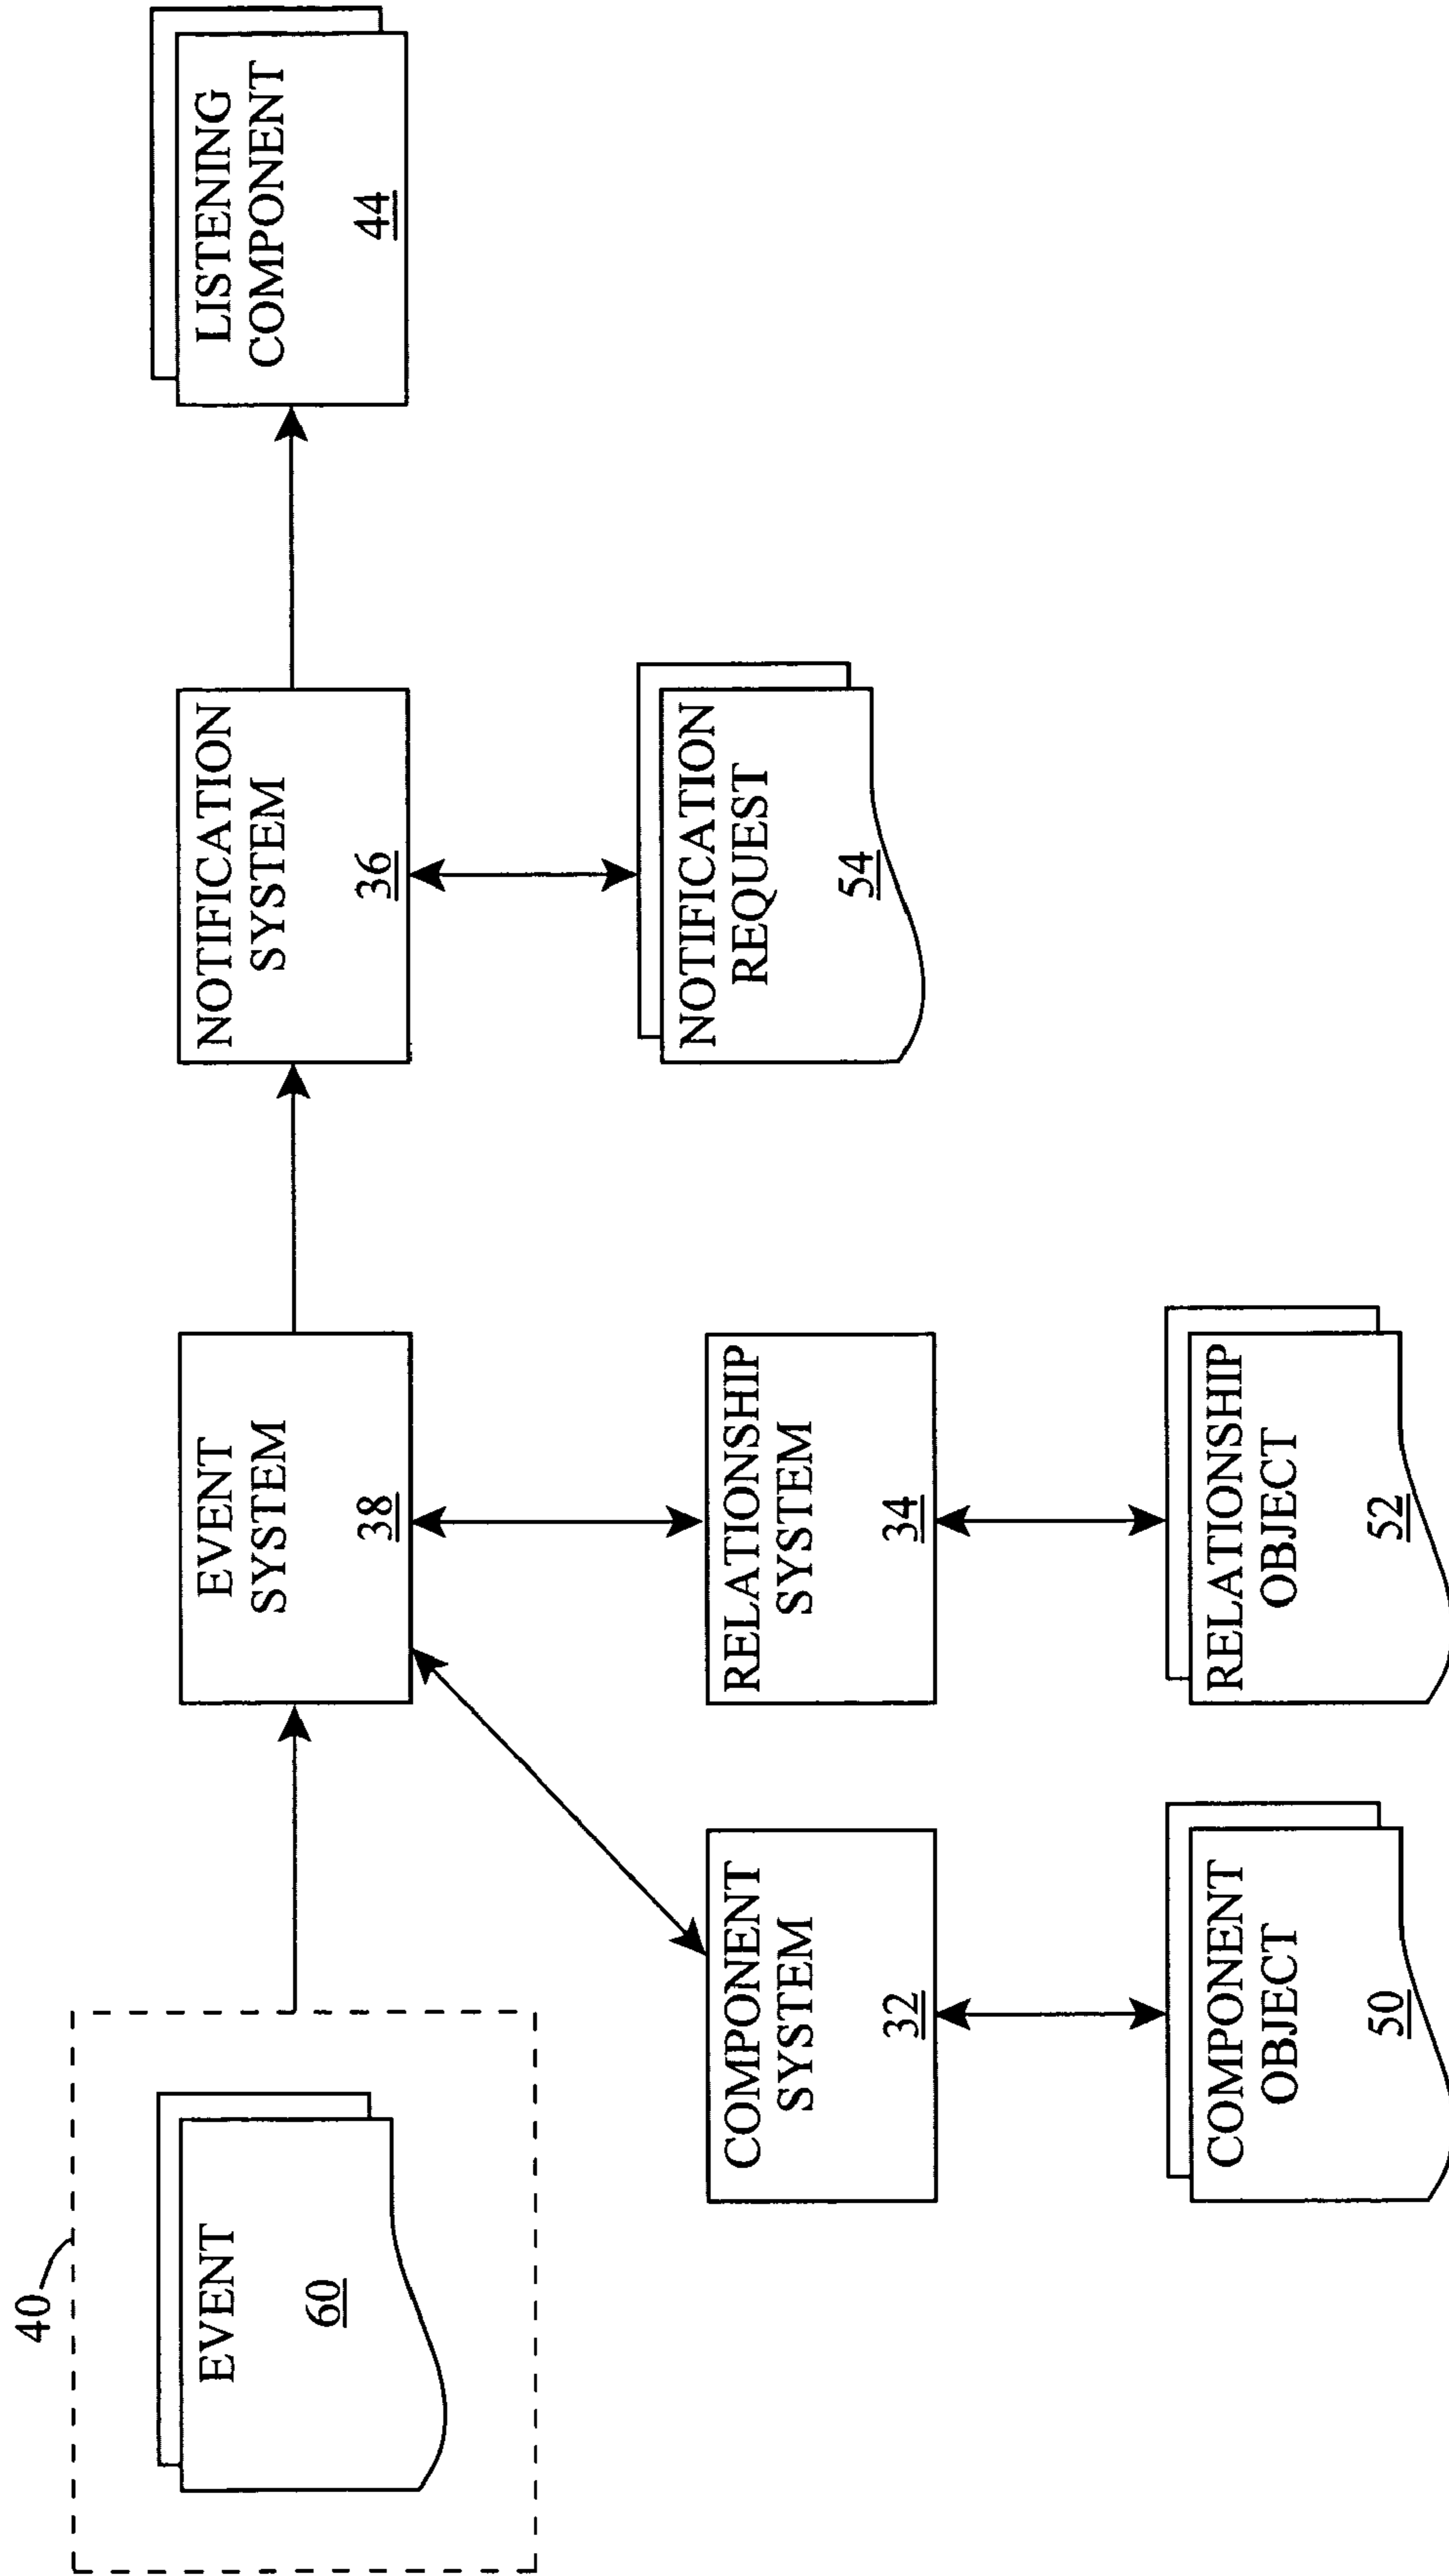 40
EVENT
60
EVENT
SYSTEM
38
NOTIFICATION
SYSTEM
36
LISTENING
COMPONENT
44
COMPONENT
SYSTEM
32
RELATIONSHIP
SYSTEM
34
NOTIFICATION
REQUEST
54
COMPONENT
OBJECT
50
RELATIONSHIP
OBJECT
52